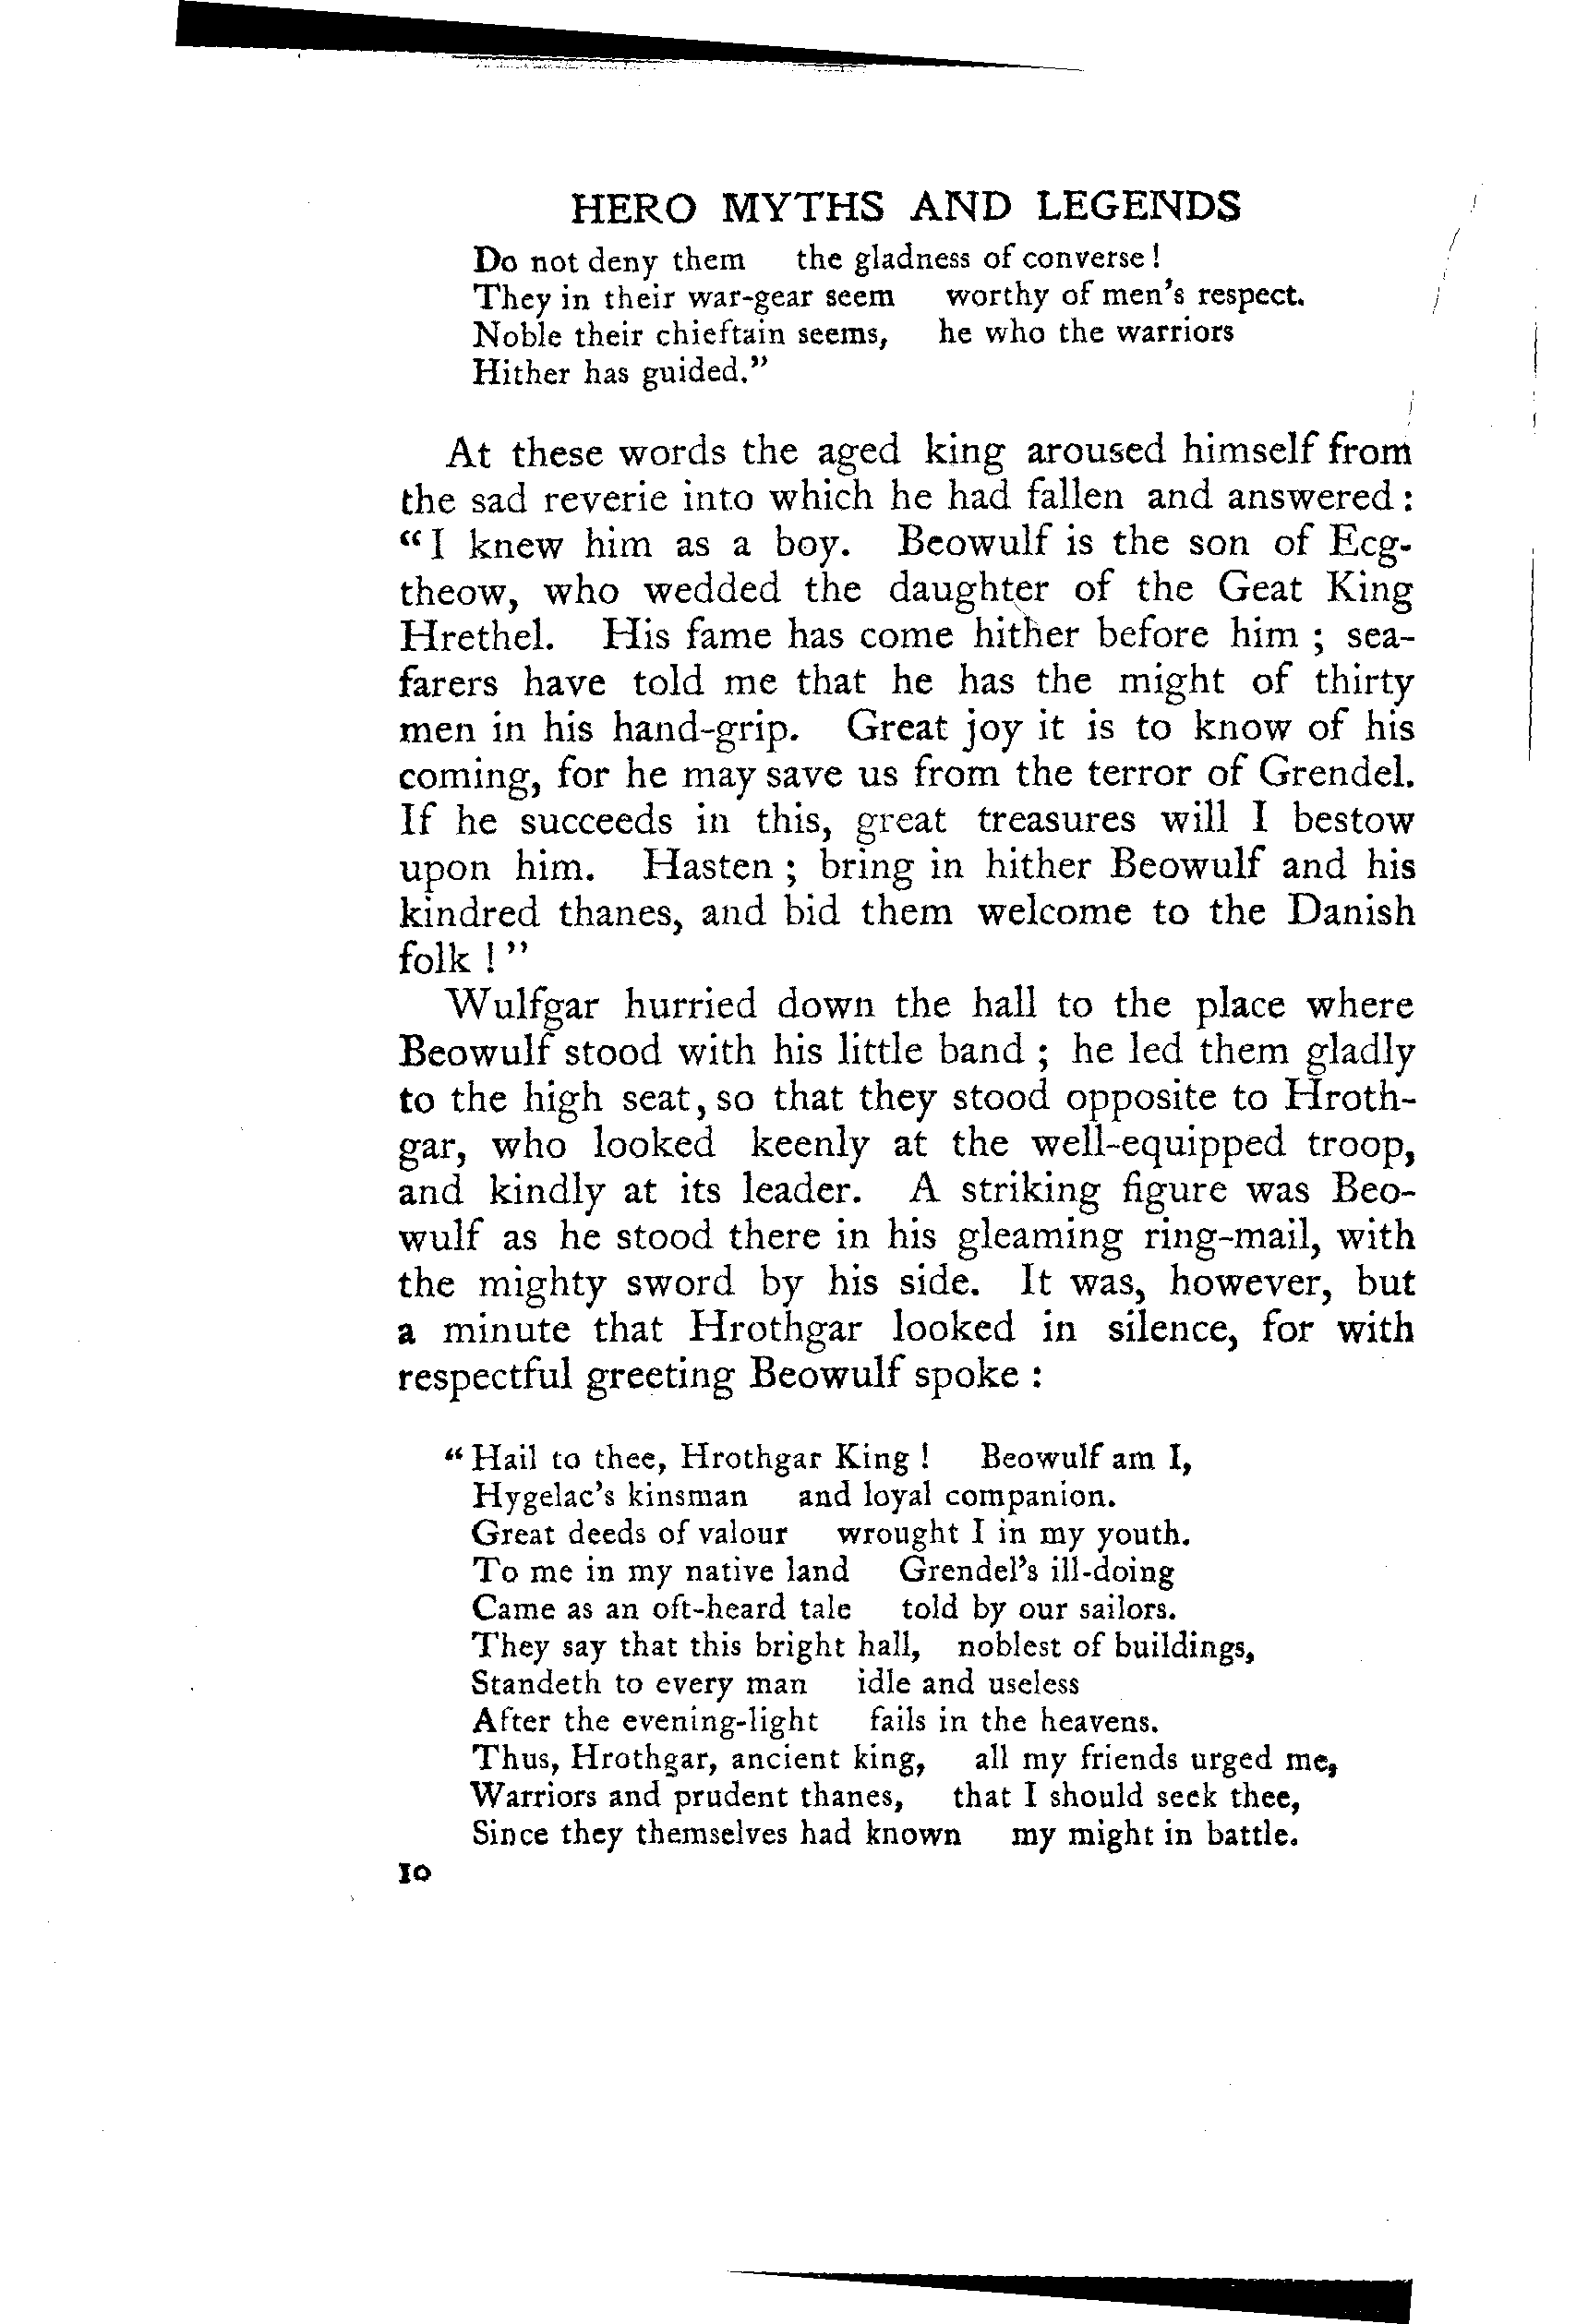 HERO MYTHS AND LEGENDS
Do not deny them the gladness of converse !
They in their war-gear seem worthy of men's respect.
Noble their chieftain seems, he who the warriors
Hither has guided."
At these words the aged king aroused himself from
the sad reverie into which he had fallen and answered :
“ I knew him as a boy. Beowulf is the son of Ecg-
theow, who wedded the daughter of the Geat King
Hrethel. His fame has come hither before him ; sea-
farers have told me that he has the might of thirty
men in his hand-grip. Great joy it is to know of his
coming, for he may save us from the terror of Grendel.
If he succeeds in this, great treasures will I bestow
upon him. Hasten ; bring in hither Beowulf and his
kindred thanes, and bid them welcome to the Danish
folk ! ”
Wulfgar hurried down the hall to the place where
Beowulf stood with his little band ; he led them gladly
to the high seat, so that they stood opposite to Hroth-
gar, who looked keenly at the well-equipped troop,
and kindly at its leader. A striking figure was Beo-
wulf as he stood there in his gleaming ring-mail, with
the mighty sword by his side. It was, however, but
a minute that Hrothgar looked in silence, for with
respectful greeting Beowulf spoke :
“ Hail to thee, Hrothgar King ! Beowulf am I,
Hygelac's kinsman and loyal companion.
Great deeds of valour wrought I in my youth.
To me in my native land Grendel's ill-doing
Came as an oft-heard tale told by our sailors.
They say that this bright hall, noblest of buildings,
Standeth to every man idle and useless
After the evening-light fails in the heavens.
Thus, Hrothgar, ancient king, all my friends urged me,
Warriors and prudent thanes, that I should seek thee,
Since they themselves had known my might in battle.
10